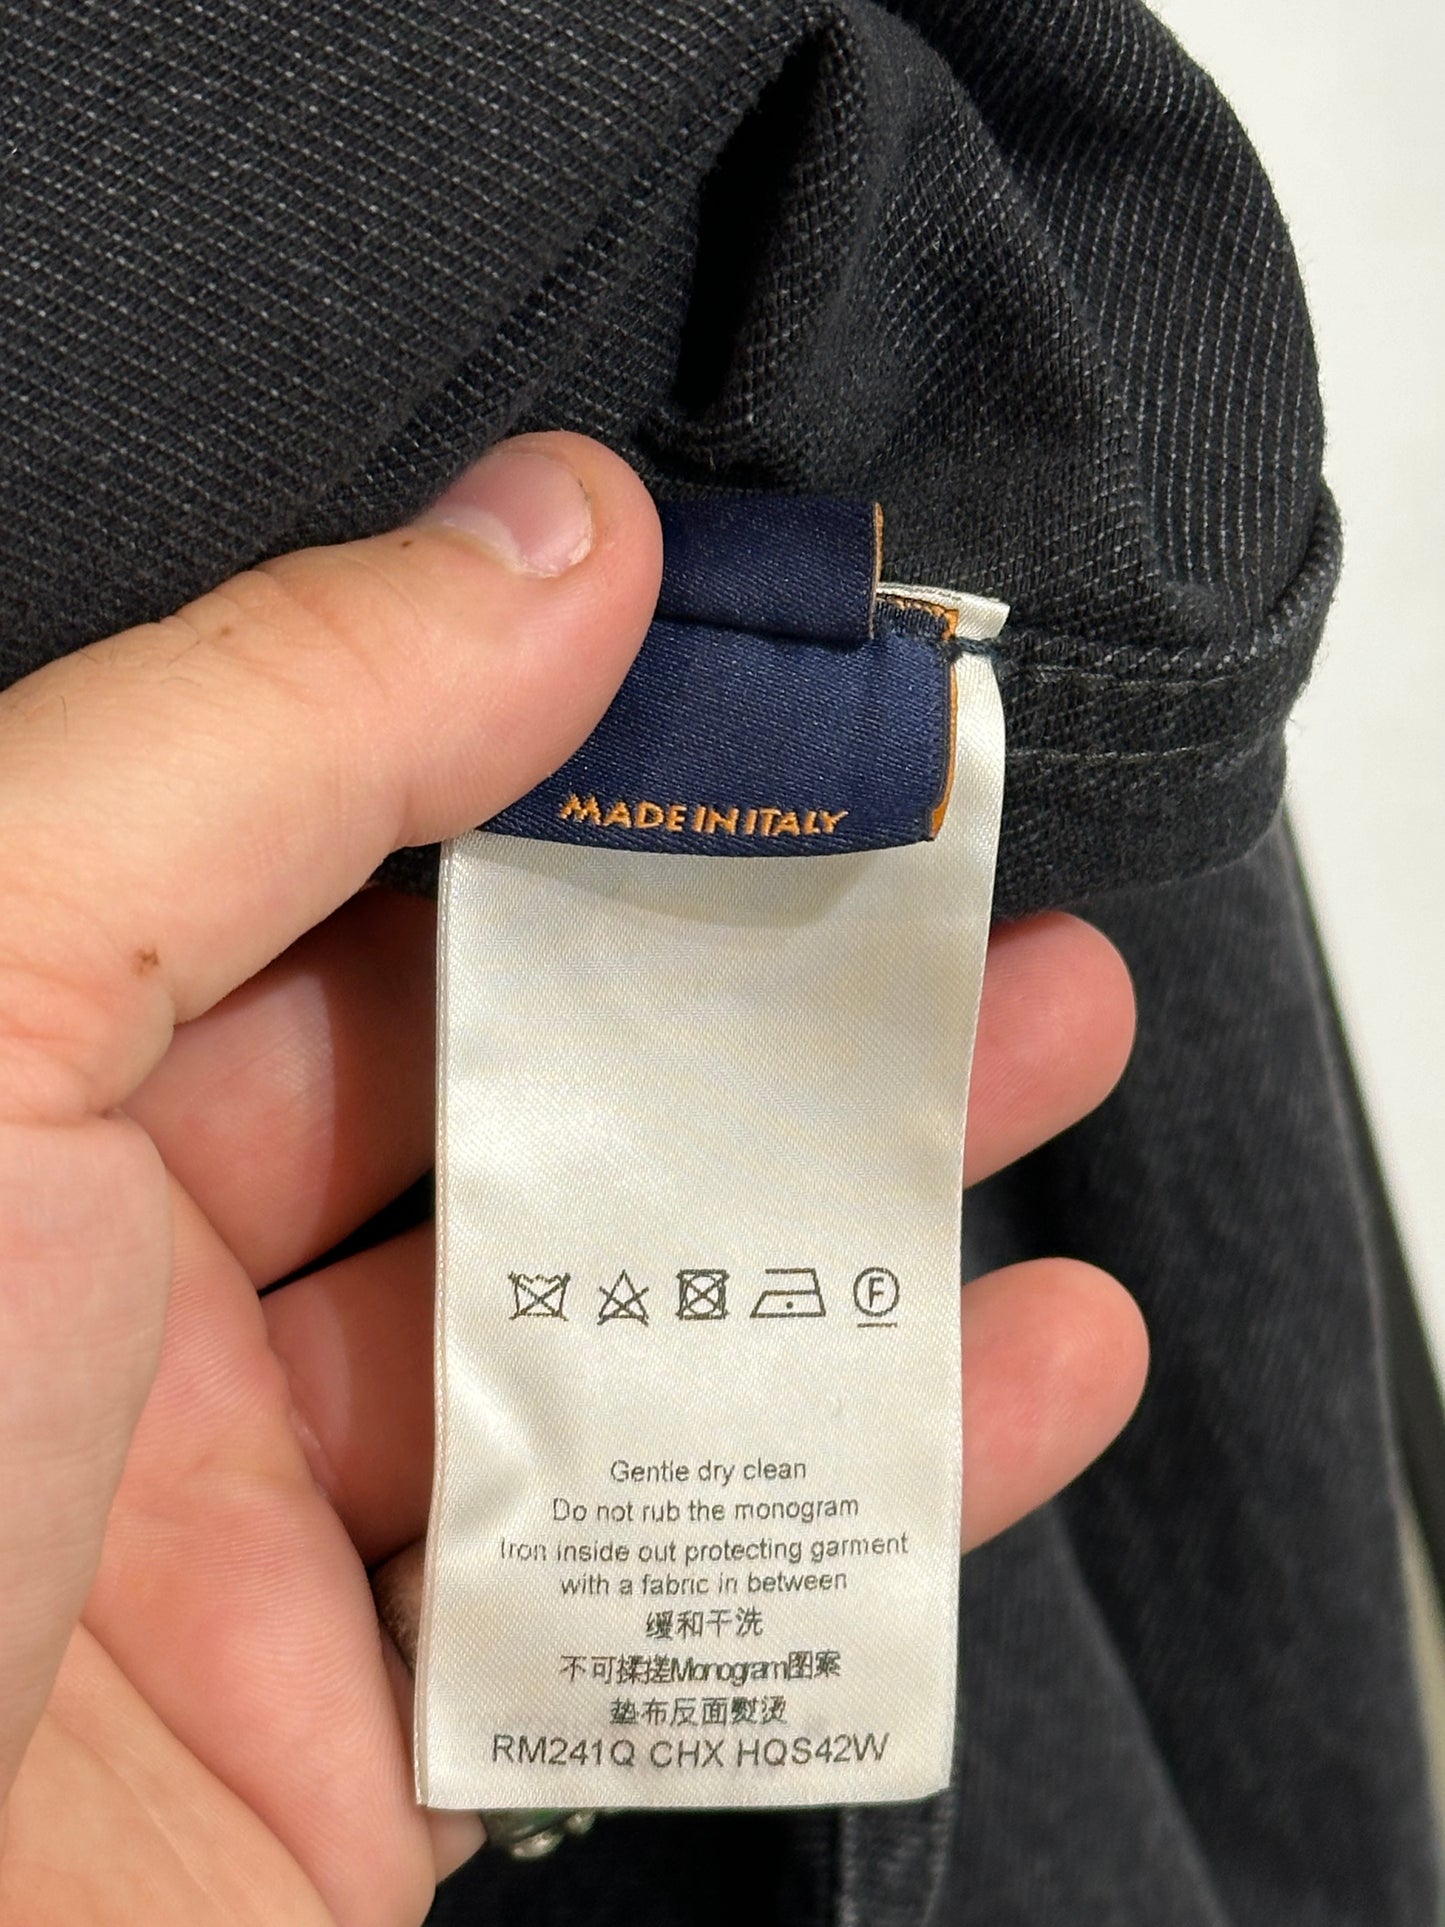 MADE IN ITALY
F
Gentle dry clean
Do not rub the monogram
Iron inside out protecting garment
with a fabric in between
缓和干洗
不可揉搓Monogram图案
垫布反面熨烫
RM241Q CHX HQS42W